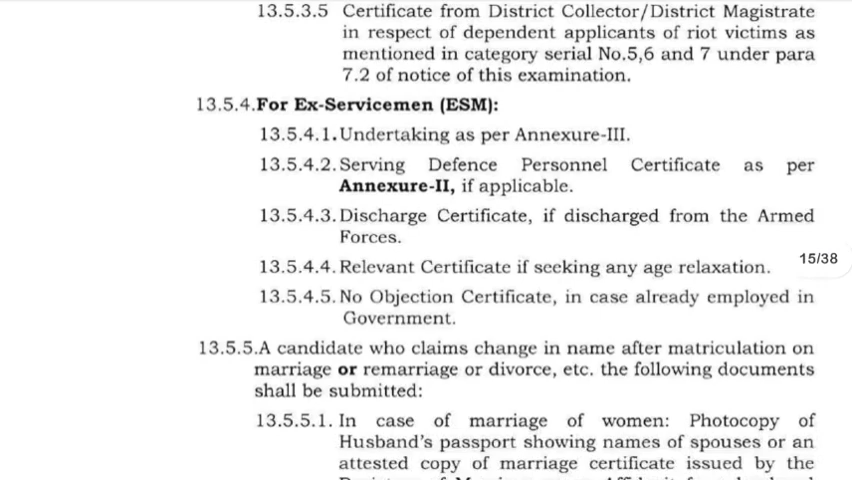 13.5.3.5 Certificate from District Collector/District Magistrate
in respect of dependent applicants of riot victims as
mentioned in category serial No.5,6 and 7 under para
7.2 of notice of this examination.
13.5.4.For Ex-Servicemen (ESM):
13.5.4.1.Undertaking as per Annexure-III.
13.5.4.2.Serving Defence Personnel Certificate as per
Annexure-II, if applicable.
13.5.4.3.Discharge Certificate, if discharged from the Armed
Forces.
15/38
13.5.4.4.Relevant Certificate if seeking any age relaxation.
13.5.4.5.No Objection Certificate, in case already employed in
Government.
13.5.5.A candidate who claims change in name after matriculation on
marriage or remarriage or divorce, etc. the following documents
shall be submitted:
13.5.5.1. In case of marriage of women: Photocopy of
Husband's passport showing names of spouses or an
attested copy of marriage certificate issued by the